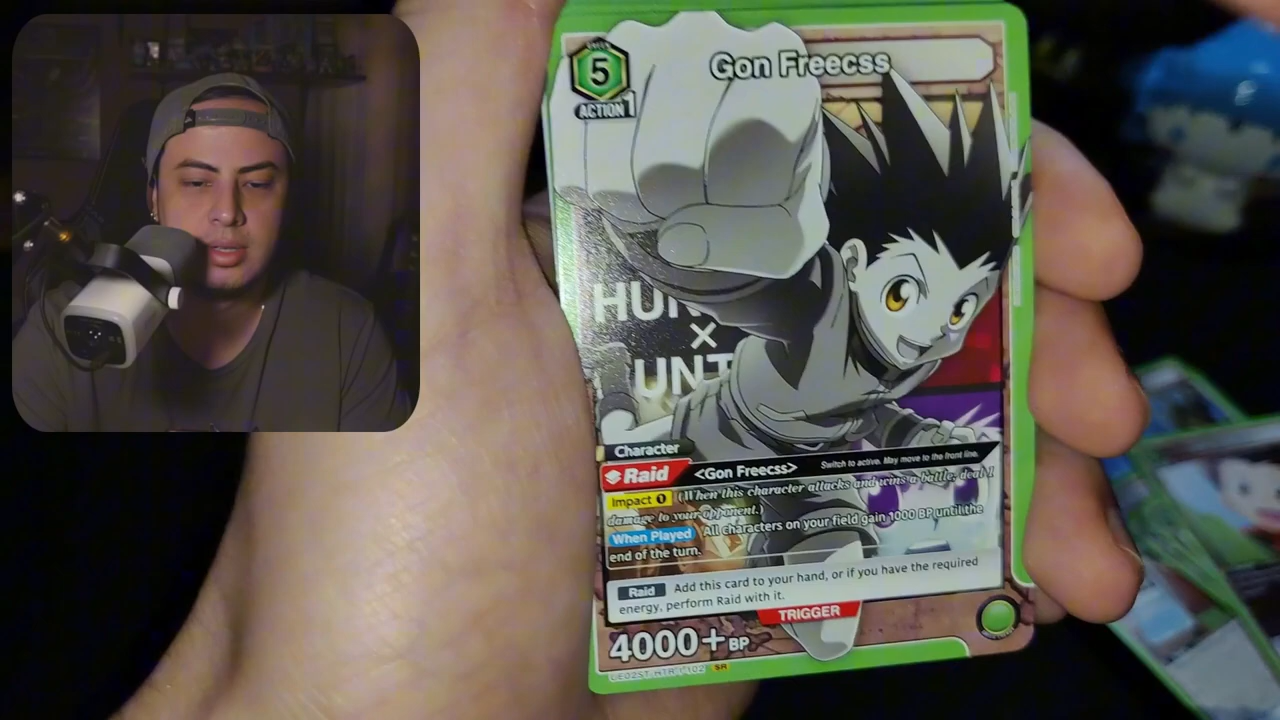 Gon Freecss
5
ACTION 1
HUN
×
UNT
Character
Raid <Gon Freecss> Switch to active. May move to the front line.
Impact 1 (When this character attacks and wins a battle, deal 1
damage to your opponent.)
When Played All characters on your field gain 1000 BP until the
end of the turn.
Raid Add this card to your hand, or if you have the required
energy, perform Raid with it.
TRIGGER
4000+ BP
SR